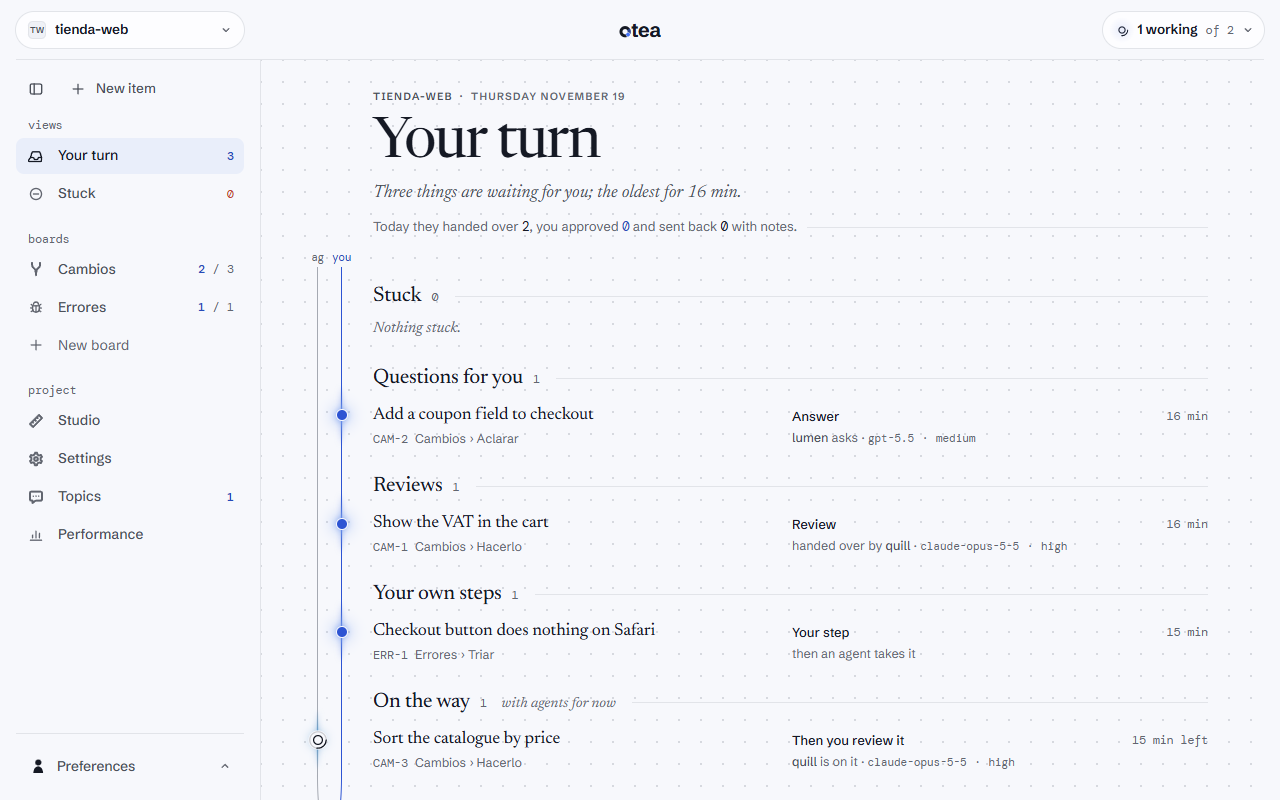 TW tienda-web
otea
1 working of 2
New item
views
Your turn 3
Stuck 0
boards
Cambios 2 / 3
Errores 1 / 1
New board
project
Studio
Settings
Topics 1
Performance
Preferences
TIENDA-WEB · THURSDAY NOVEMBER 19
Your turn
Three things are waiting for you; the oldest for 16 min.
Today they handed over 2, you approved 0 and sent back 0 with notes.
ag you
Stuck 0
Nothing stuck.
Questions for you 1
Add a coupon field to checkout
CAM-2 Cambios › Aclarar
Answer
lumen asks · gpt-5.5 · medium
16 min
Reviews 1
Show the VAT in the cart
CAM-1 Cambios › Hacerlo
Review
handed over by quill · claude-opus-5-5 · high
16 min
Your own steps 1
Checkout button does nothing on Safari
ERR-1 Errores › Triar
Your step
then an agent takes it
15 min
On the way 1 with agents for now
Sort the catalogue by price
CAM-3 Cambios › Hacerlo
Then you review it
quill is on it · claude-opus-5-5 · high
15 min left